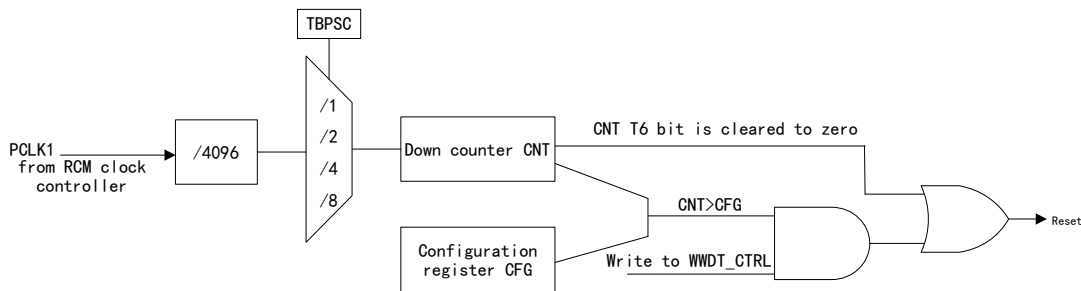 TBPSC
/1
/2
/4
/8
PCLK1
from RCM clock
controller
/4096
Down counter CNT
CNT T6 bit is cleared to zero
CNT>CFG
Configuration
register CFG
Write to WWDT_CTRL
Reset